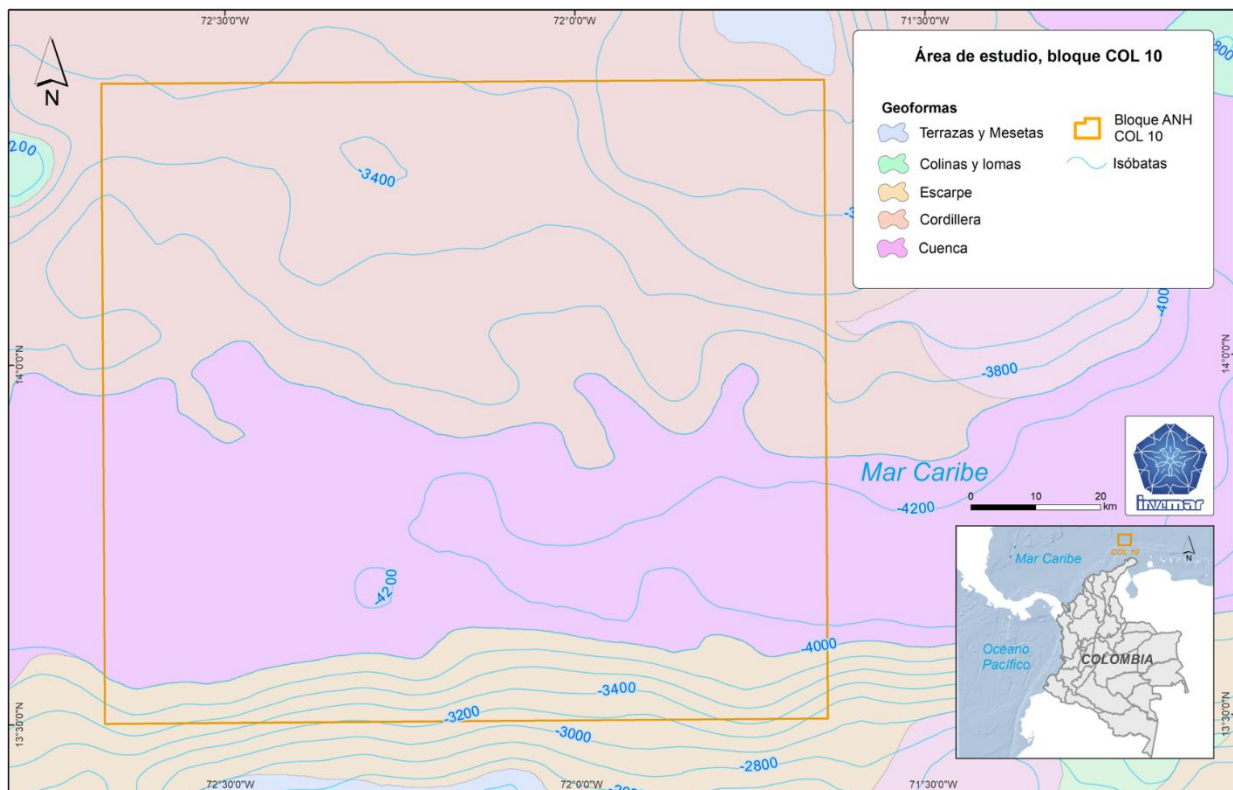 72°30'0"W
72°0'0"W
71°30'0"W
N
Área de estudio, bloque COL 10
Geoformas
Terrazas y Mesetas
Colinas y lomas
Escarpe
Cordillera
Cuenca
Bloque ANH
COL 10
Isóbatas
-3400
-4000
14°0'0"N
14°0'0"N
-3800
Mar Caribe
-4200
0 10 20
km
invemar
-4200
-4000
-3400
-3200
-3000
-2800
13°30'0"N
13°30'0"N
72°30'0"W
72°0'0"W
71°30'0"W
COL 10
N
Mar Caribe
Océano
Pacífico
COLOMBIA